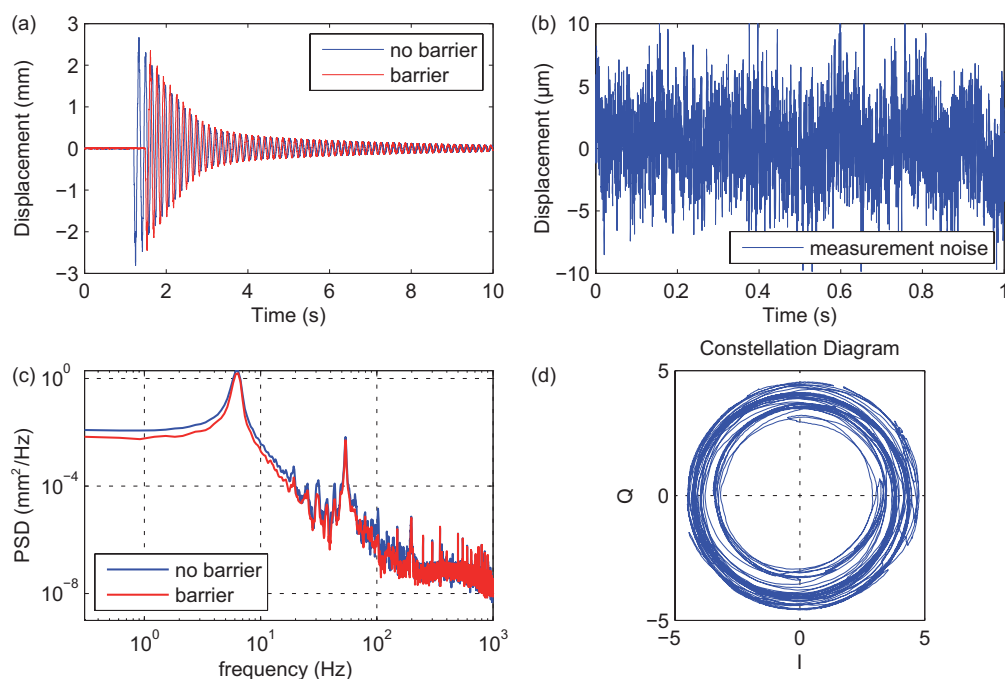 (a)
3
2
1
0
−1
−2
3
Displacement (mm)
0
2
4
6
8
10
Time (s)
no barrier
barrier
(b)
10
5
0
−5
−10
Displacement (µm)
0
0.2
0.4
0.6
0.8
1
Time (s)
measurement noise
(c)
10^0
10^−4
10^−8
PSD (mm^2/Hz)
10^0
10^1
10^2
10^3
frequency (Hz)
no barrier
barrier
Constellation Diagram
(d)
5
0
−5
Q
−5
0
5
I